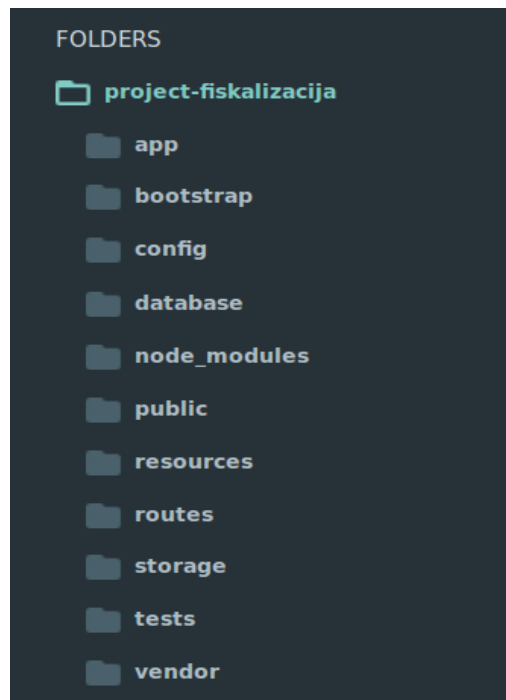 FOLDERS
project-fiskalizacija
app
bootstrap
config
database
node_modules
public
resources
routes
storage
tests
vendor